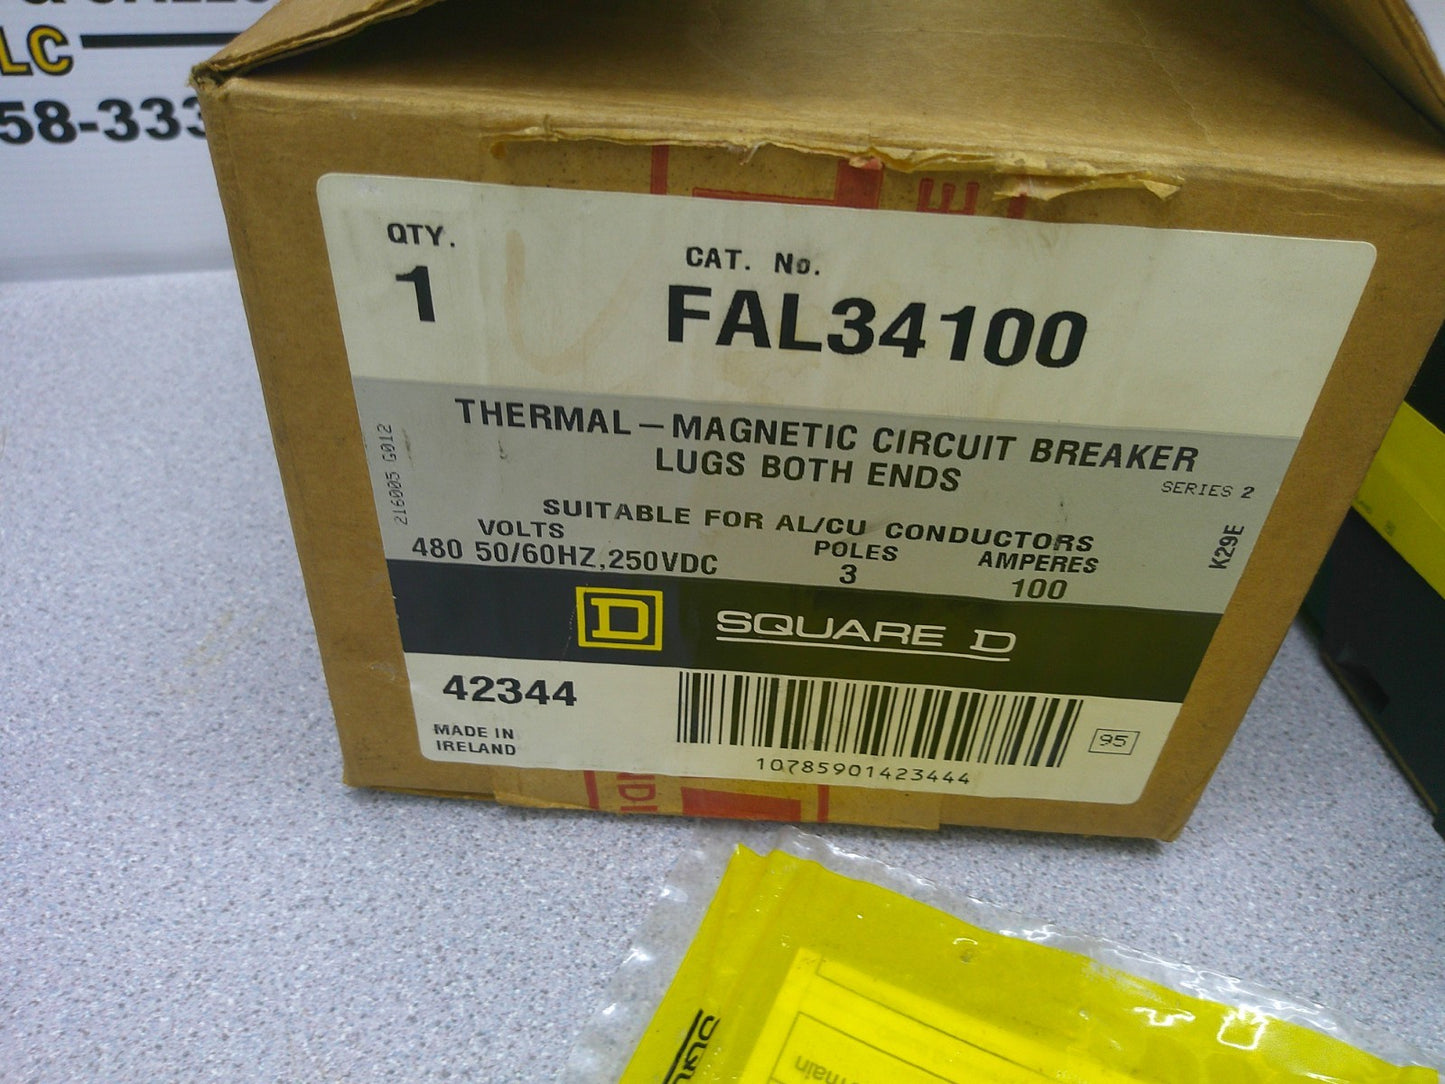 LC
58-333
QTY.
1
CAT. No.
FAL34100
THERMAL-MAGNETIC CIRCUIT BREAKER
LUGS BOTH ENDS
SERIES 2
216005 G012
SUITABLE FOR AL/CU CONDUCTORS
VOLTS
480 50/60HZ,250VDC
POLES
3
AMPERES
100
K29E
D
SQUARE D
42344
MADE IN
IRELAND
10785901423444
95